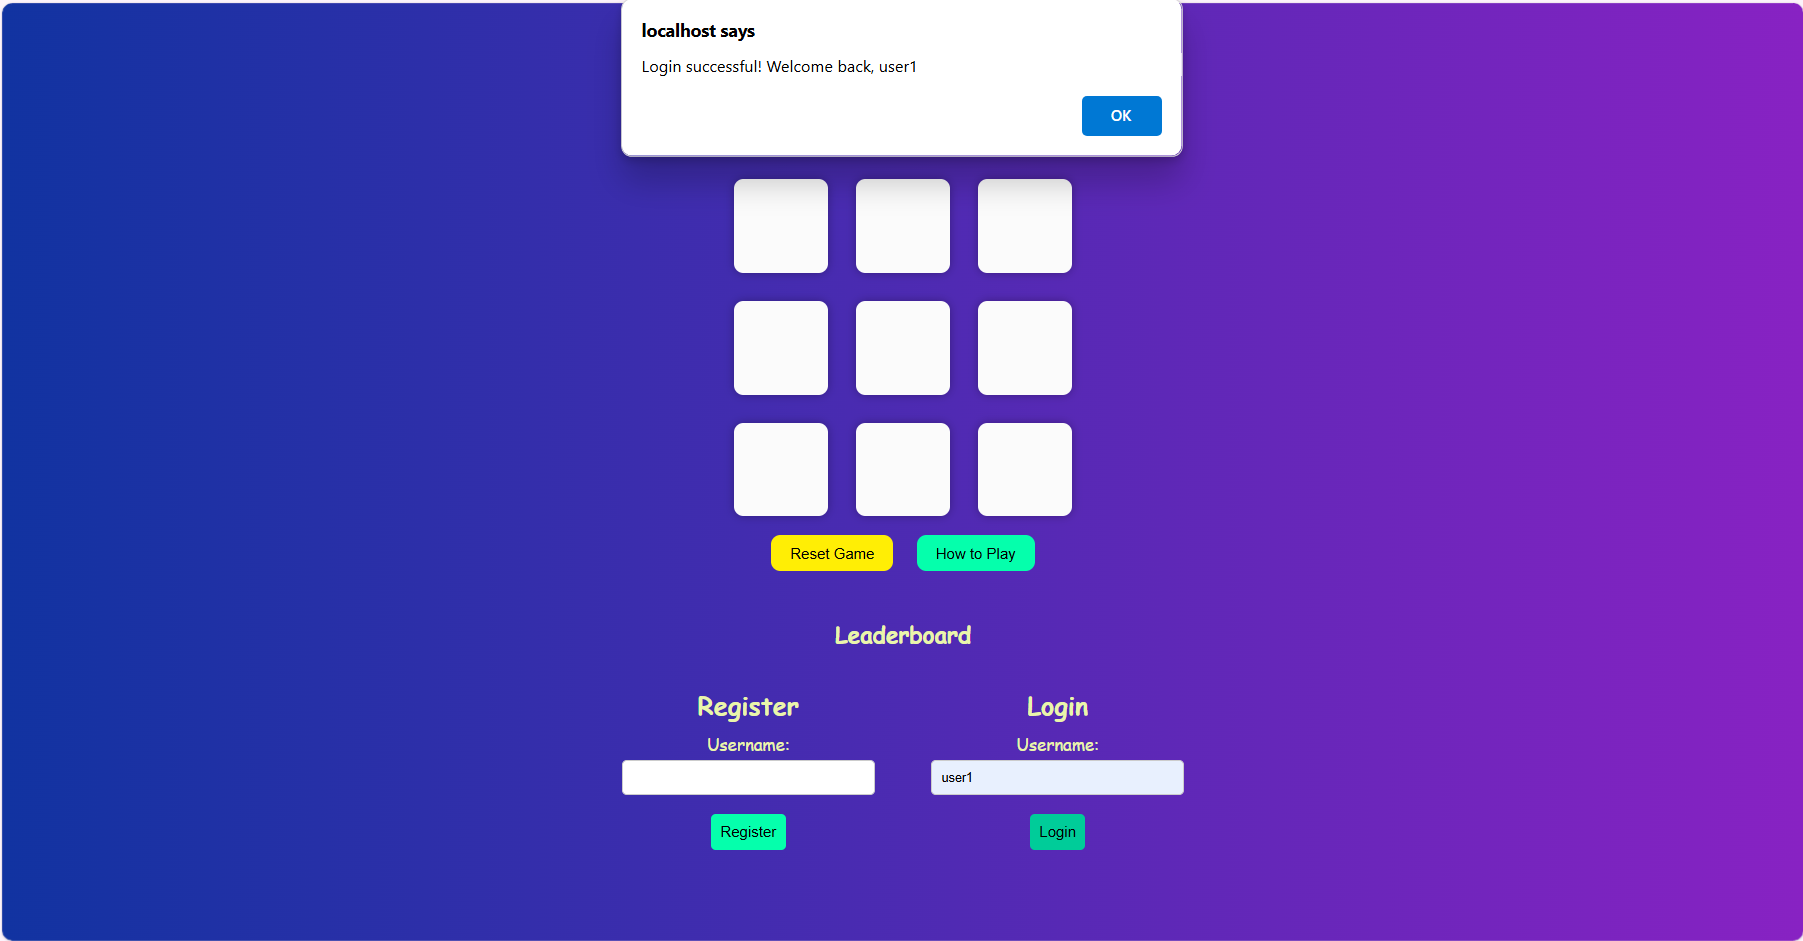 localhost says
Login successful! Welcome back, user1
OK
Reset Game
How to Play
Leaderboard
Register
Username:
Register
Login
Username:
user1
Login